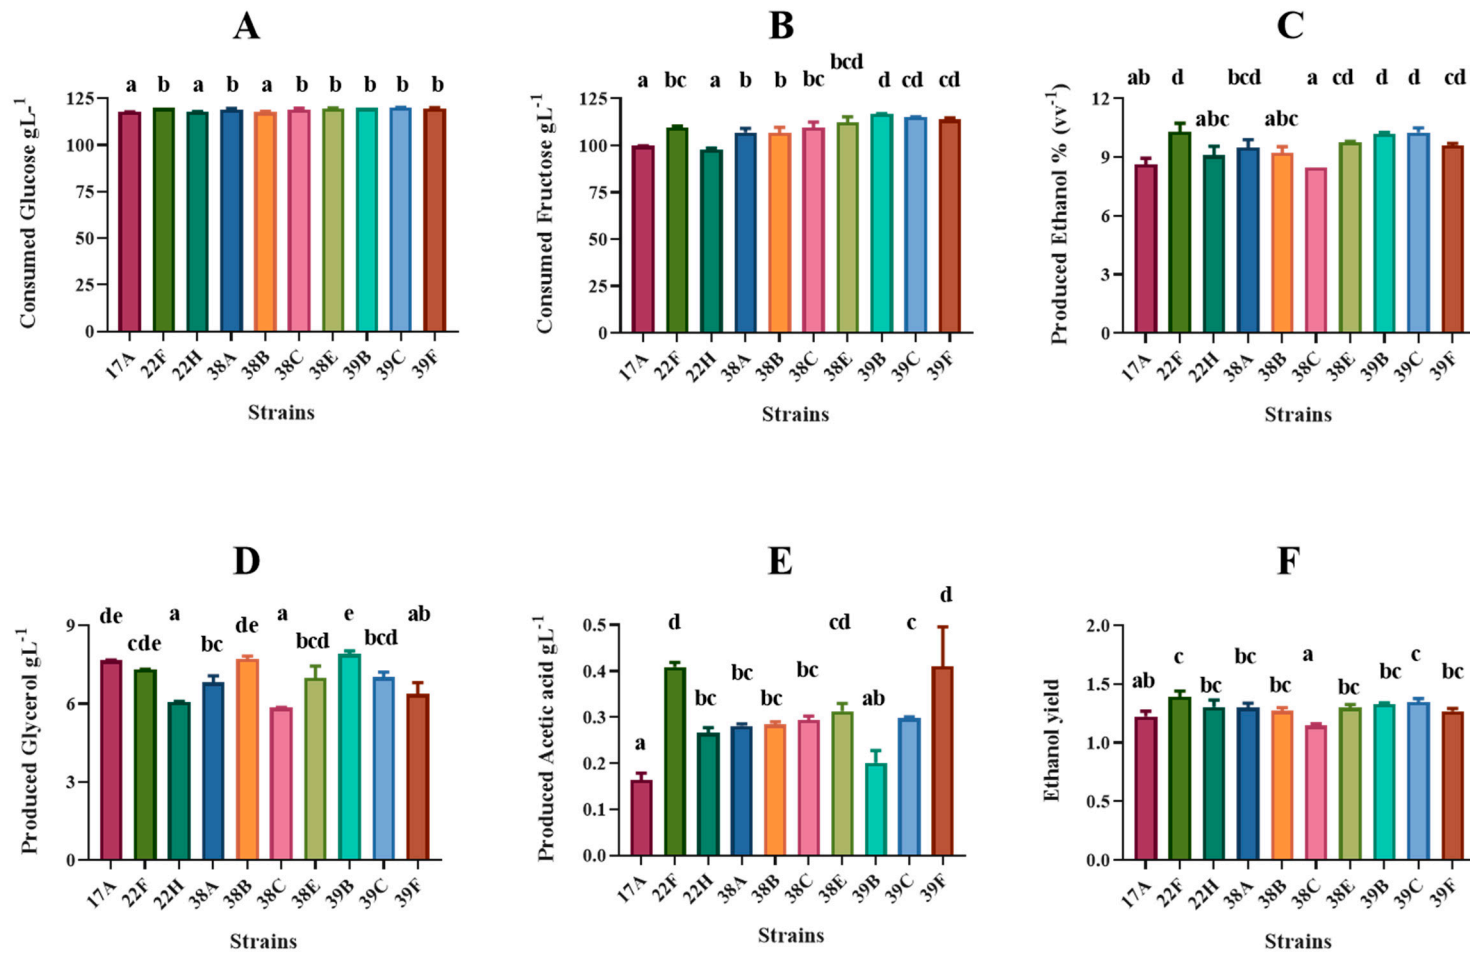 A
a b a b a b b b b b
Consumed Glucose gL-¹
125
100
75
50
25
0
17A 22F 22H 38A 38B 38C 38E 39B 39C 39F
Strains
B
a bc a b b bc bcd d cd cd
Consumed Fructose gL⁻¹
125
100
75
50
25
0
17A 22F 22H 38A 38B 38C 38E 39B 39C 39F
Strains
C
ab d abc bcd abc a cd d d cd
Produced Ethanol % (vv⁻¹)
12
9
6
3
0
17A 22F 22H 38A 38B 38C 38E 39B 39C 39F
Strains
D
de cde a bc de a bcd e bcd ab
Produced Glycerol gL⁻¹
9
6
3
0
17A 22F 22H 38A 38B 38C 38E 39B 39C 39F
Strains
E
a d bc bc bc bc cd ab c d
Produced Acetic acid gL⁻¹
0.5
0.4
0.3
0.2
0.1
0.0
17A 22F 22H 38A 38B 38C 38E 39B 39C 39F
Strains
F
ab c bc bc bc a bc bc c bc
Ethanol yield
2.0
1.5
1.0
0.5
0.0
17A 22F 22H 38A 38B 38C 38E 39B 39C 39F
Strains